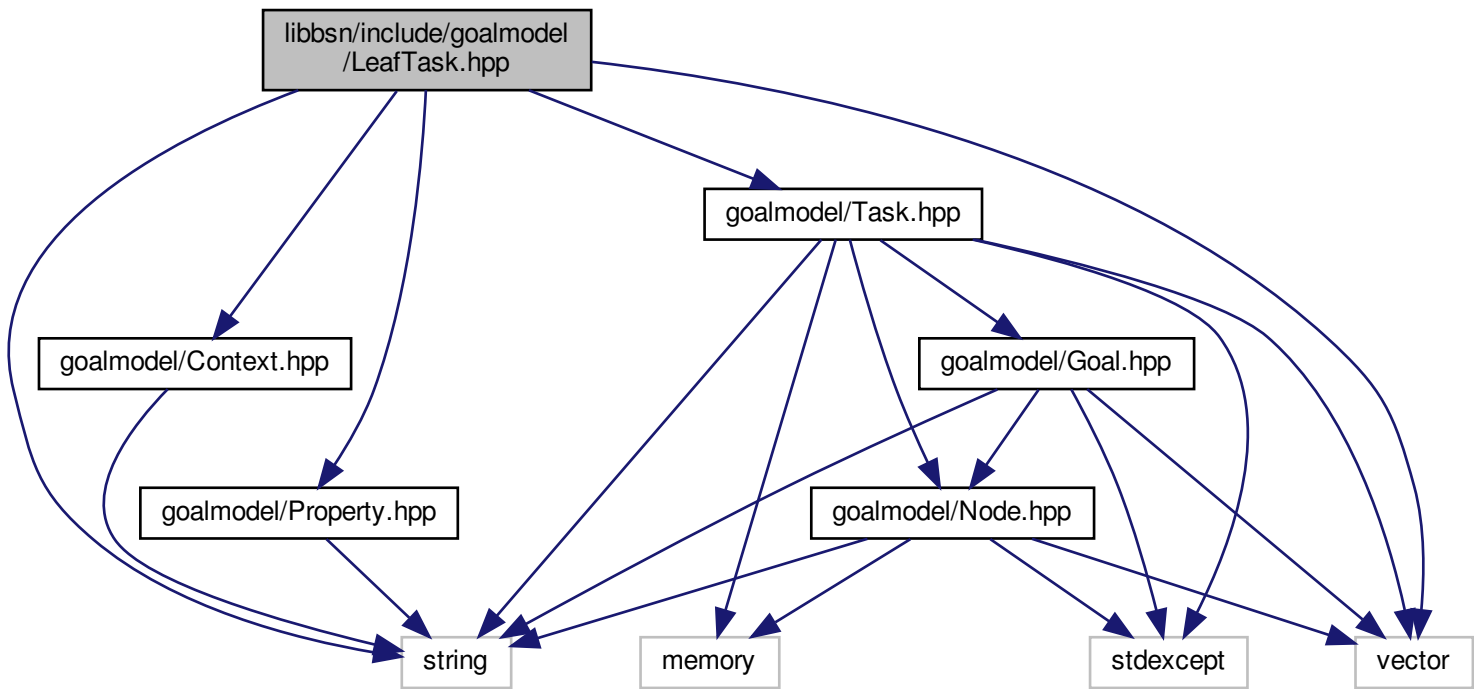 libbsn/include/goalmodel
/LeafTask.hpp
goalmodel/Task.hpp
goalmodel/Context.hpp
goalmodel/Goal.hpp
goalmodel/Property.hpp
goalmodel/Node.hpp
string
memory
stdexcept
vector